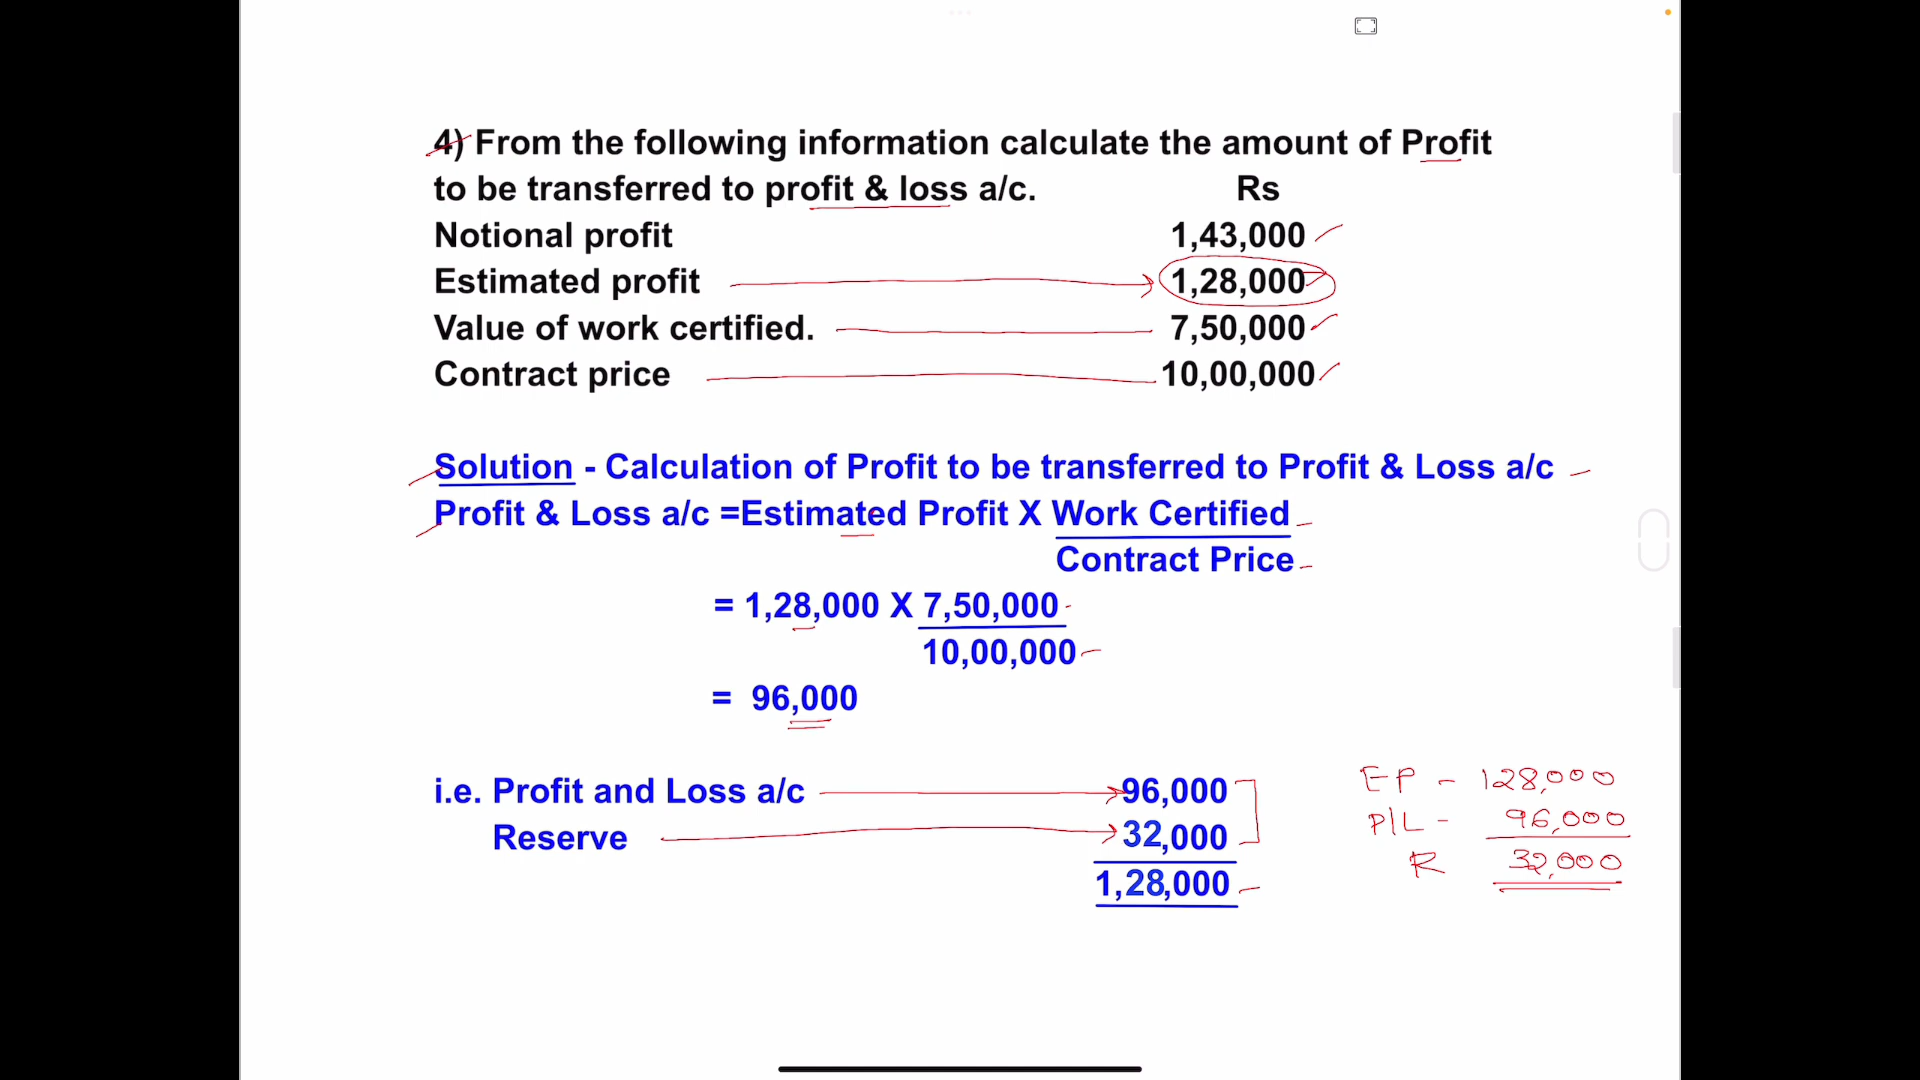 4) From the following information calculate the amount of Profit
to be transferred to profit & loss a/c. Rs
Notional profit 1,43,000
Estimated profit 1,28,000
Value of work certified. 7,50,000
Contract price 10,00,000
Solution - Calculation of Profit to be transferred to Profit & Loss a/c
Profit & Loss a/c =Estimated Profit X Work Certified
Contract Price
= 1,28,000 X 7,50,000
10,00,000
= 96,000
i.e. Profit and Loss a/c 96,000
Reserve 32,000
1,28,000
EP - 128,000
P/L - 96,000
R 32,000